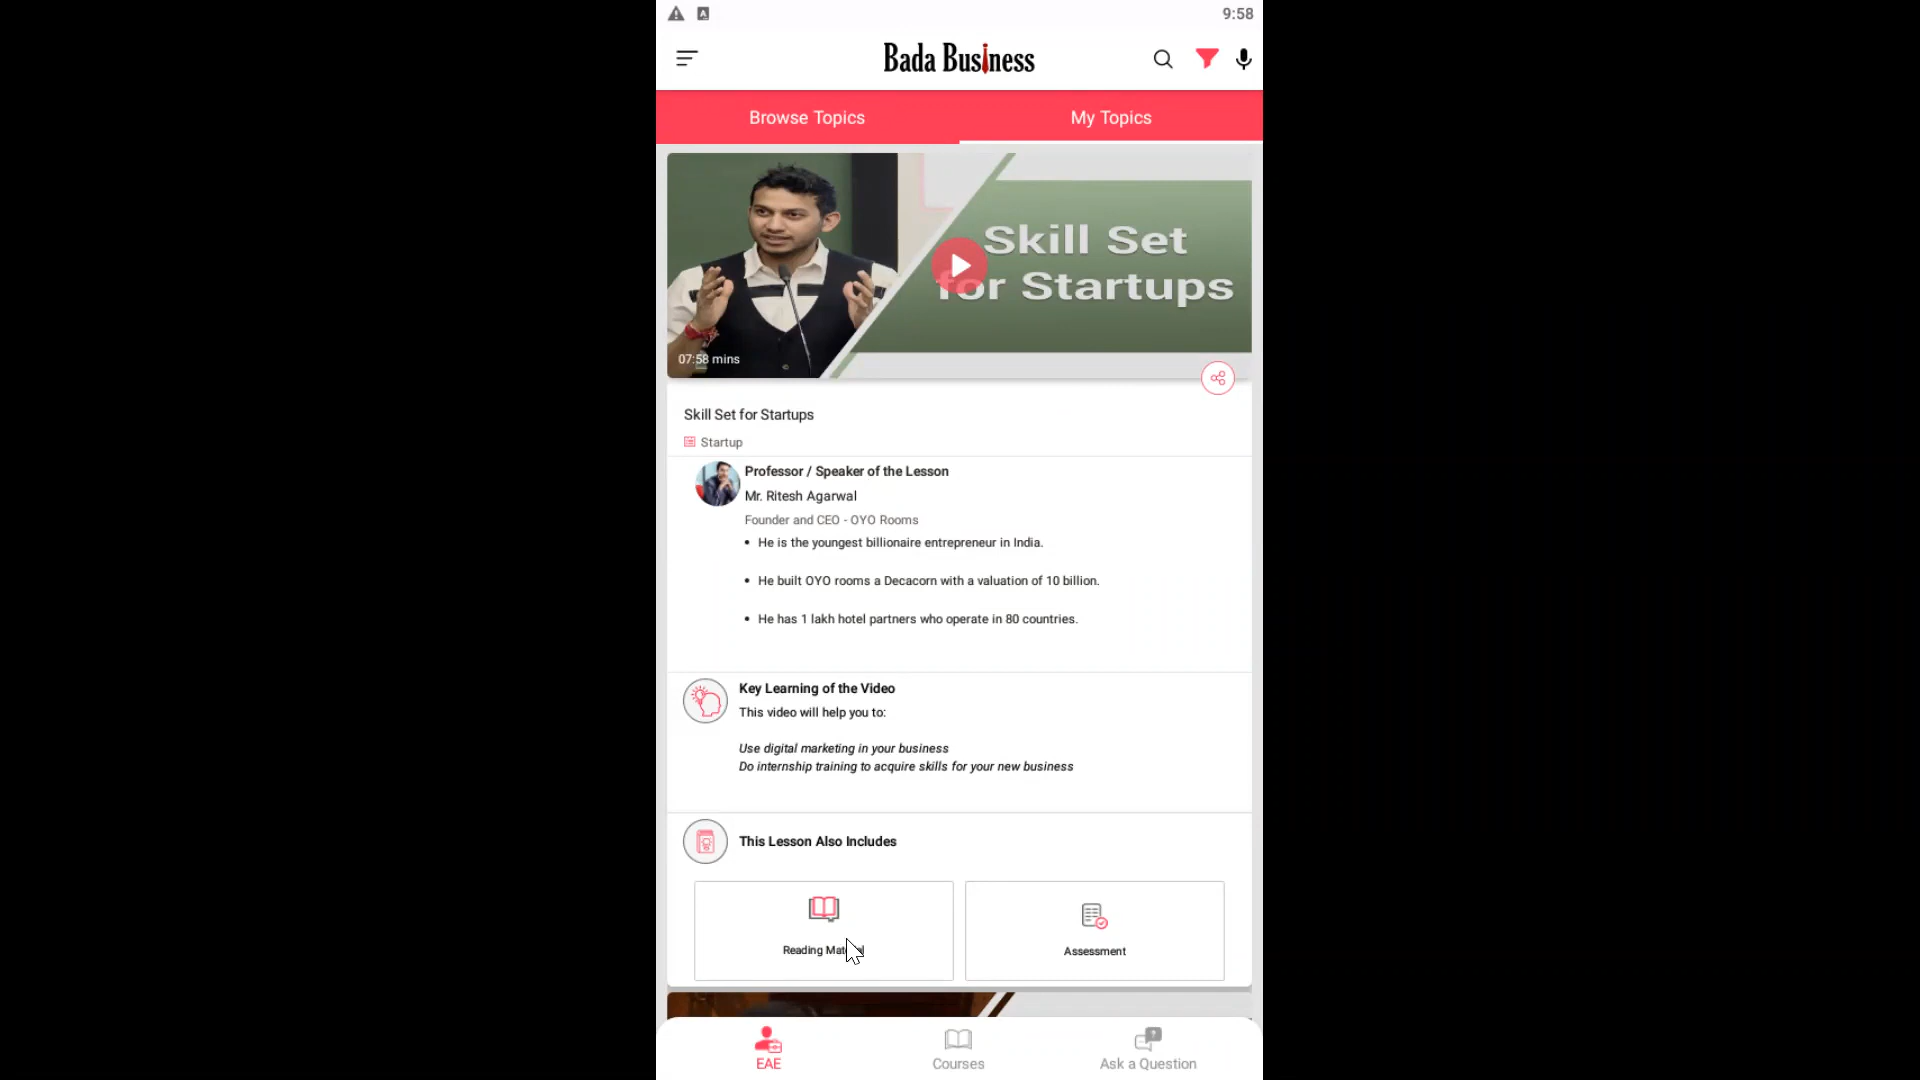 9:58
Bada Business
Browse Topics
My Topics
Skill Set
for Startups
07:58 mins
Skill Set for Startups
Startup
Professor / Speaker of the Lesson
Mr. Ritesh Agarwal
Founder and CEO - OYO Rooms
• He is the youngest billionaire entrepreneur in India.
• He built OYO rooms a Decacorn with a valuation of 10 billion.
• He has 1 lakh hotel partners who operate in 80 countries.
Key Learning of the Video
This video will help you to:
Use digital marketing in your business
Do internship training to acquire skills for your new business
This Lesson Also Includes
Reading Material
Assessment
EAE
Courses
Ask a Question